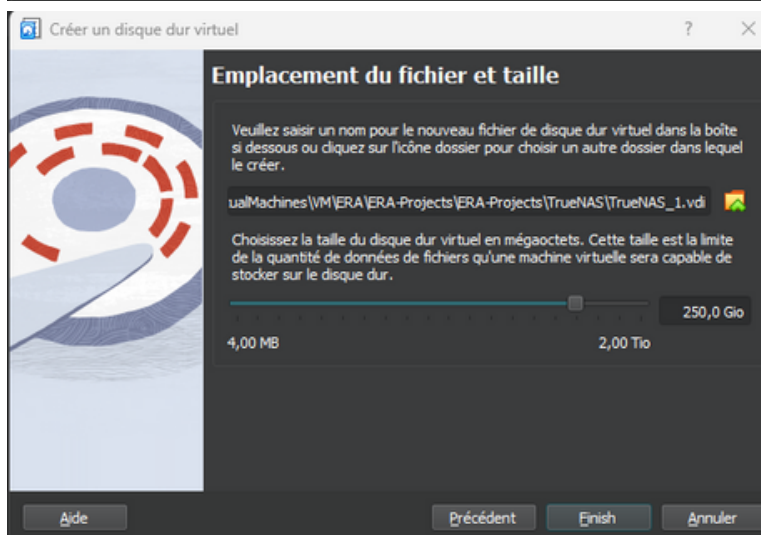 Créer un disque dur virtuel
Emplacement du fichier et taille
Veuillez saisir un nom pour le nouveau fichier de disque dur virtuel dans la boîte
si dessous ou cliquez sur l'icône dossier pour choisir un autre dossier dans lequel
le créer.
ualMachines\VM\ERA\ERA-Projects\ERA-Projects\TrueNAS\TrueNAS_1.vdi
Choisissez la taille du disque dur virtuel en mégaoctets. Cette taille est la limite
de la quantité de données de fichiers qu'une machine virtuelle sera capable de
stocker sur le disque dur.
250,0 Gio
4,00 MB 2,00 Tio
Aide Précédent Finish Annuler